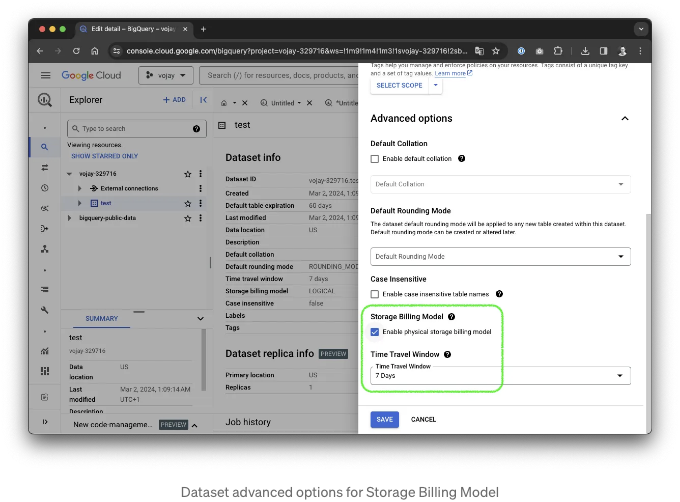 Edit detail – BigQuery – vojay-
console.cloud.google.com/bigquery?project=vojay-329716&ws=!1m9!1m4!1m3!1svojay-329716!2sb...
Google Cloud
vojay
Search (/) for resources, docs, products, an
Explorer
+ ADD
Untitled
*Untitle
Type to search
Viewing resources.
SHOW STARRED ONLY
vojay-329716
External connections
test
bigquery-public-data
SUMMARY
test
vojay-329716
Data location
US
Last modified
Mar 2, 2024, 1:09:14 AM UTC+1
Description
New code-manageme...
PREVIEW
test
Dataset info
Dataset ID
vojay-329716.tes
Created
Mar 2, 2024, 1:09
Default table expiration
60 days
Last modified
Mar 2, 2024, 1:09
Data location
US
Description
Default collation
Default rounding mode
ROUNDING_MOD
Time travel window
7 days
Storage billing model
LOGICAL
Case insensitive
false
Labels
Tags
Dataset replica info
PREVIEW
Primary location
US
Replicas
1
Job history
Tags help you manage and enforce policies on your resources. Tags consist of a unique tag key
and a set of tag values. Learn more
SELECT SCOPE
Advanced options
Default Collation
Enable default collation
Default Collation
Default Rounding Mode
The dataset default rounding mode will be applied to any new table created within this dataset.
Default rounding mode can be created or altered later.
Default Rounding Mode
Case Insensitive
Enable case insensitive table names
Storage Billing Model
Enable physical storage billing model
Time Travel Window
Time Travel Window
7 Days
SAVE
CANCEL
Dataset advanced options for Storage Billing Model